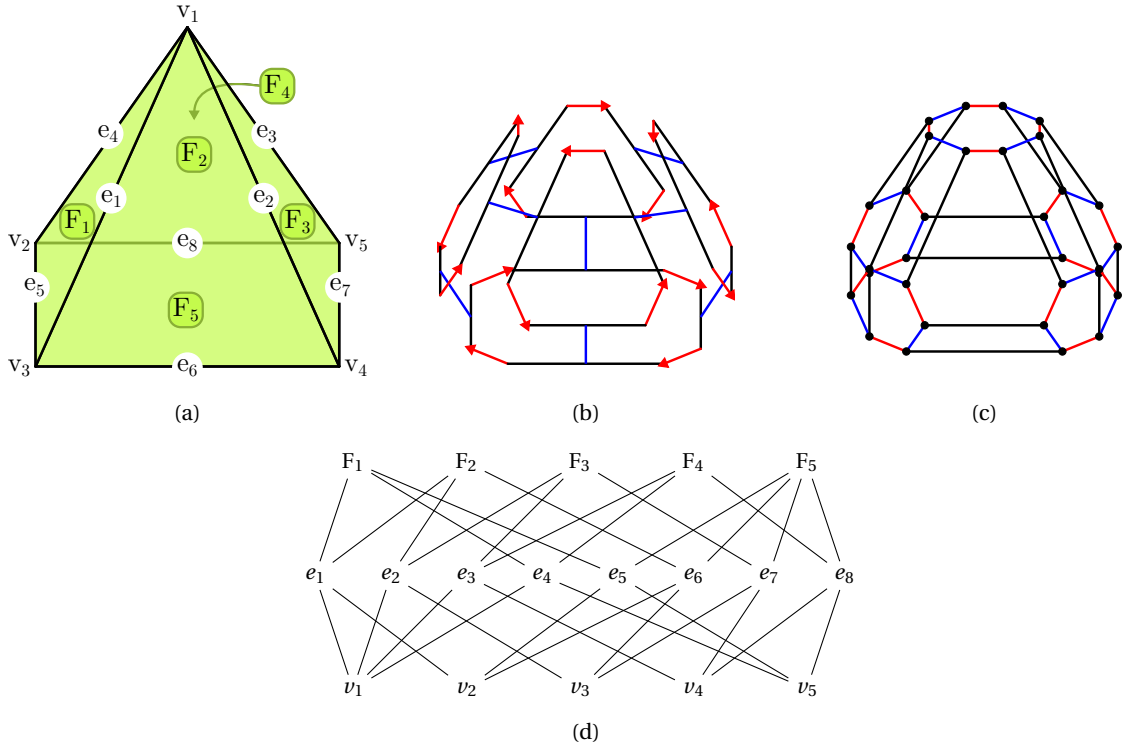 v₁
F₄
e₄ e₃
F₂
e₁ e₂
F₁ F₃
v₂ e₈ v₅
e₅ e₇
F₅
v₃ e₆ v₄
(a) (b) (c)
F₁ F₂ F₃ F₄ F₅
e₁ e₂ e₃ e₄ e₅ e₆ e₇ e₈
v₁ v₂ v₃ v₄ v₅
(d)